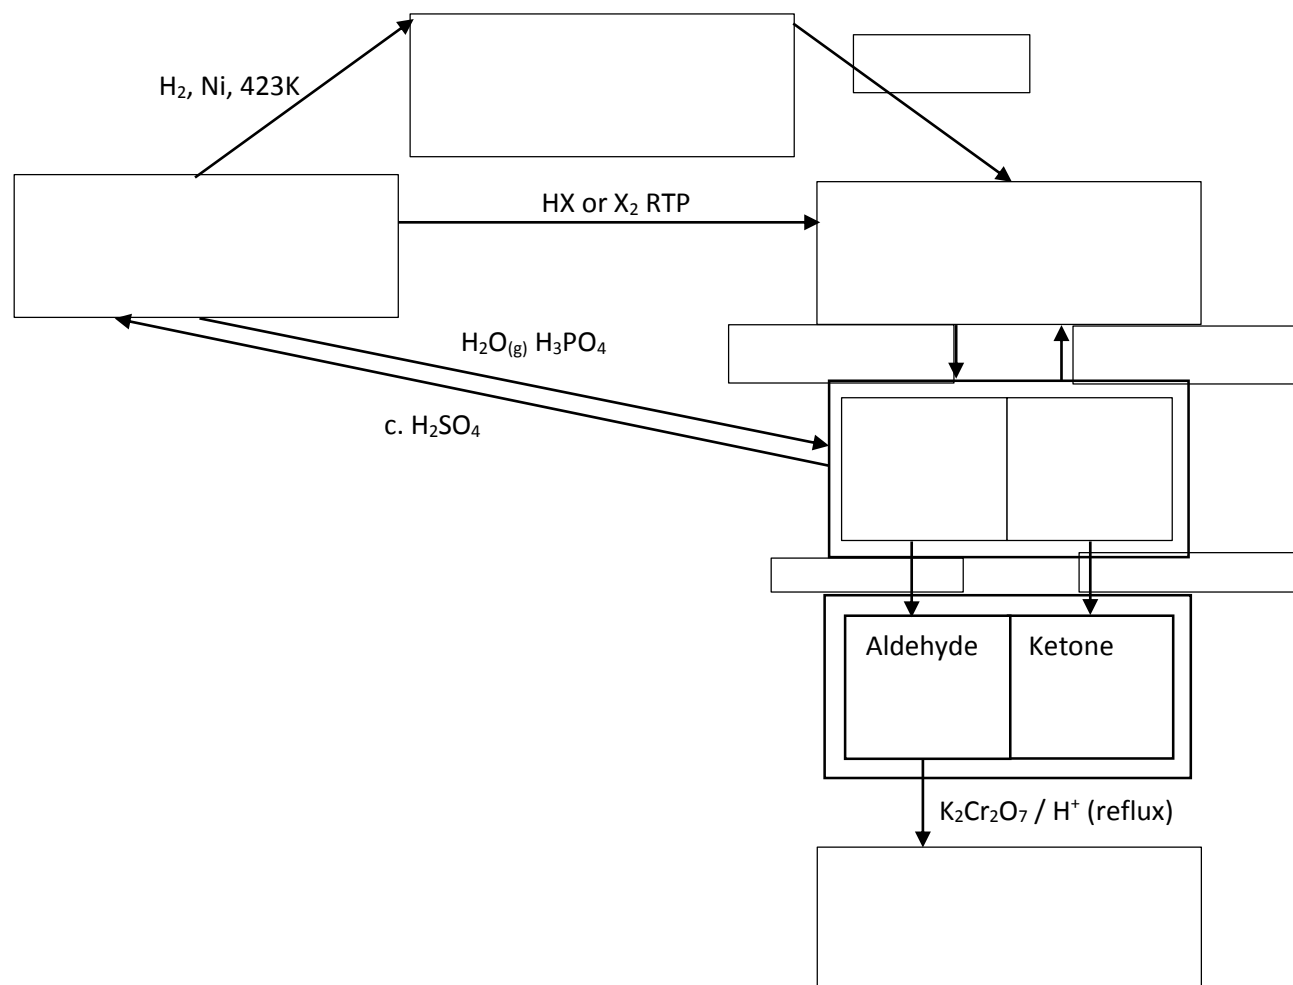 H₂, Ni, 423K
HX or X₂ RTP
H₂O₍g₎ H₃PO₄
c. H₂SO₄
Aldehyde
Ketone
K₂Cr₂O₇ / H⁺ (reflux)